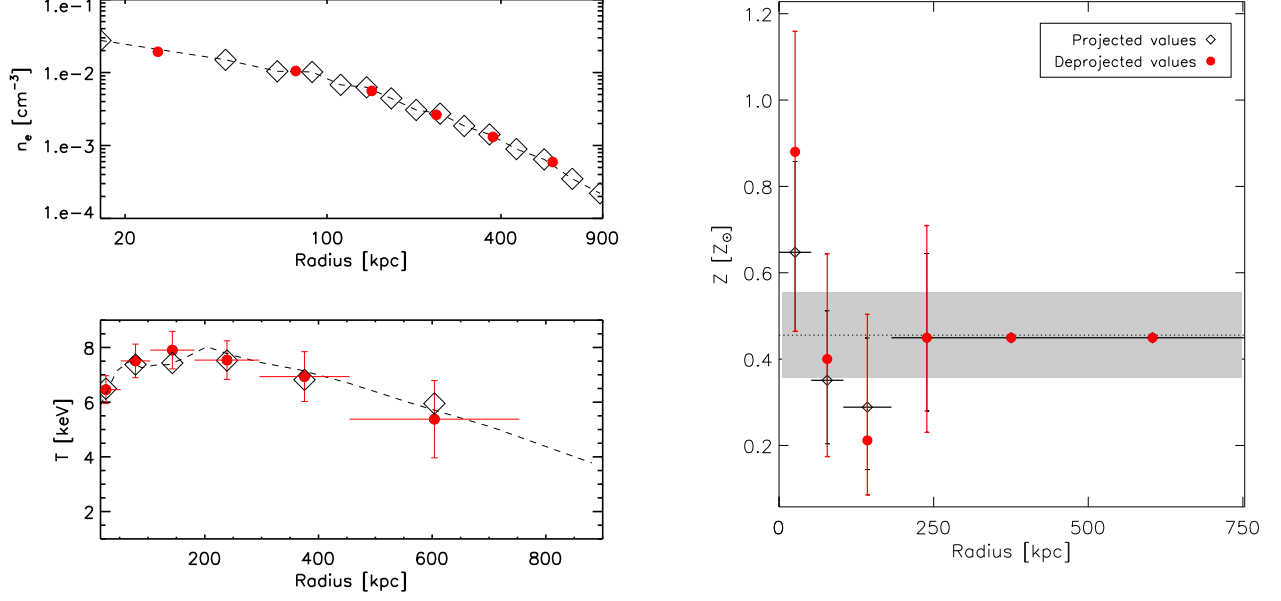 1.e-1
1.e-2
1.e-3
1.e-4
n_e [cm^-3]
20 100 400 900
Radius [kpc]
8
6
4
2
T [keV]
200 400 600 800
Radius [kpc]
1.2
1.0
0.8
0.6
0.4
0.2
Z [Z⊙]
Projected values
Deprojected values
0 250 500 750
Radius [kpc]